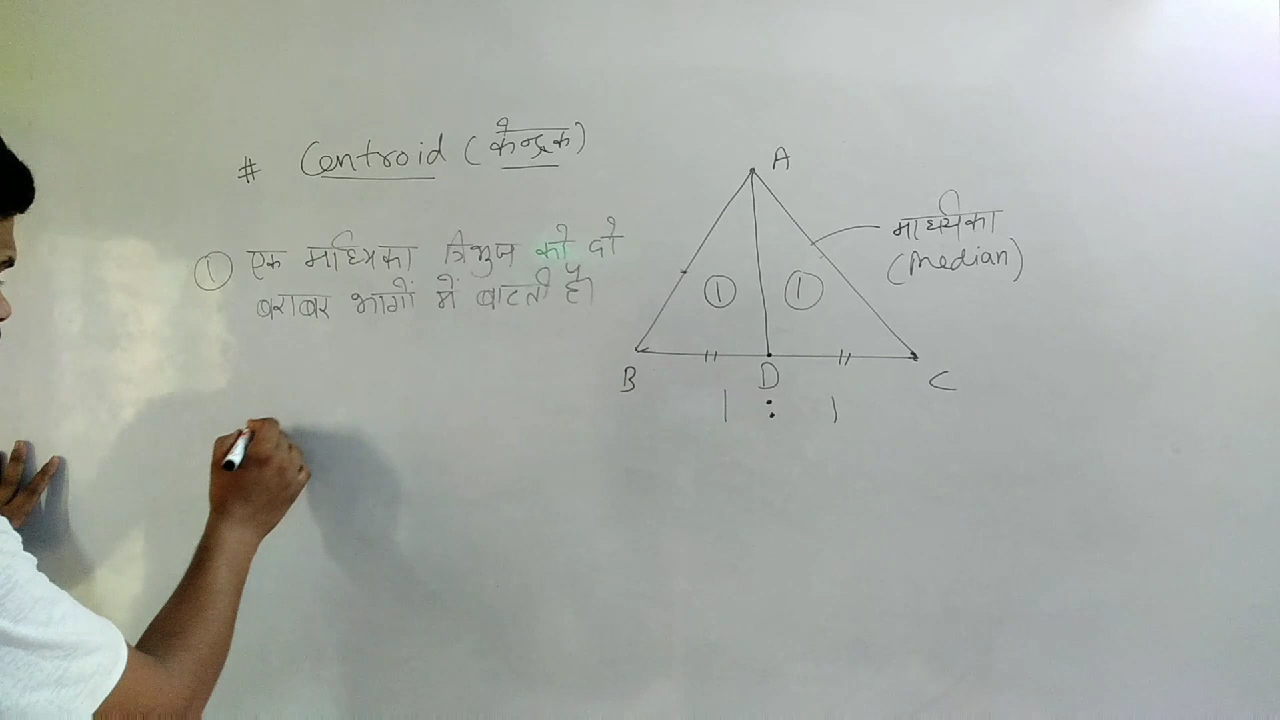 # Centroid (केन्द्रक)
① एक माध्यिका त्रिभुज को दो
बराबर भागों में बाटती है।
A
माध्यिका
(median)
① ①
B D C
1 : 1